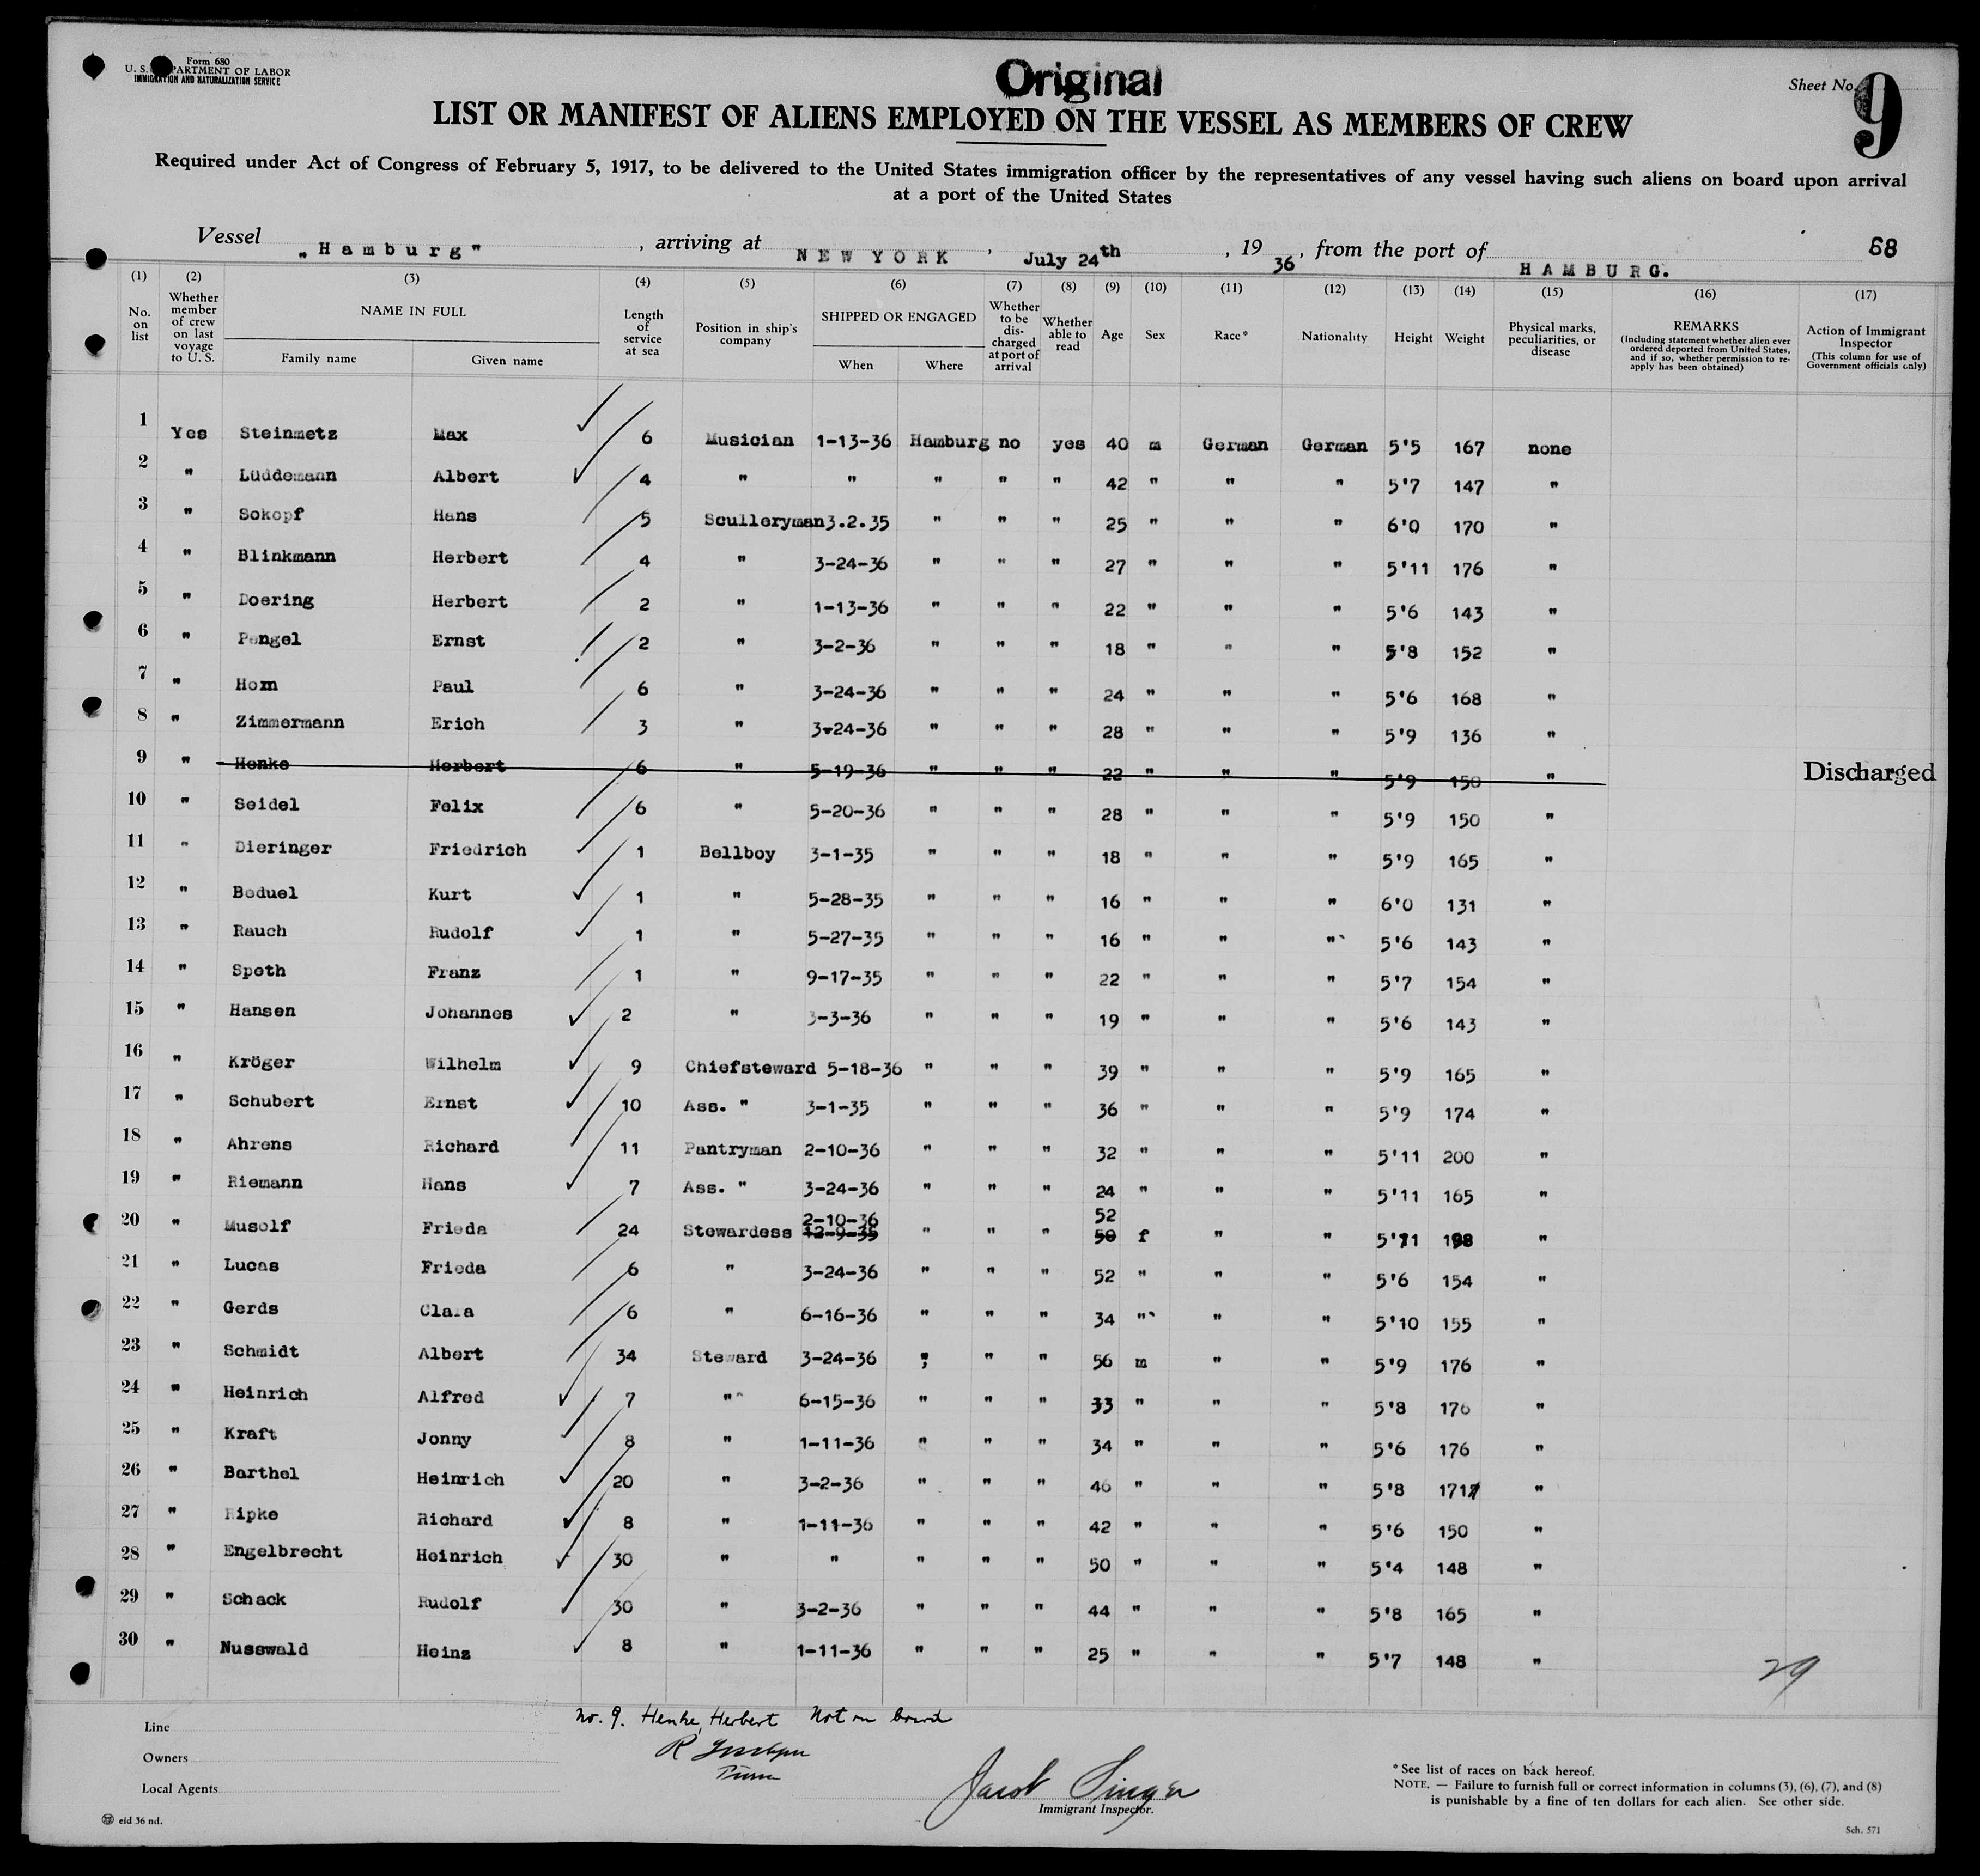 Form 680
U. S. DEPARTMENT OF LABOR
IMMIGRATION AND NATURALIZATION SERVICE
Original
Sheet No. 9
LIST OR MANIFEST OF ALIENS EMPLOYED ON THE VESSEL AS MEMBERS OF CREW
Required under Act of Congress of February 5, 1917, to be delivered to the United States immigration officer by the representatives of any vessel having such aliens on board upon arrival
at a port of the United States
Vessel „Hamburg", arriving at NEW YORK, July 24th, 1936, from the port of HAMBURG. 68
(1) No. on list (2) Whether member of crew on last voyage to U. S. (3) NAME IN FULL Family name Given name (4) Length of service at sea (5) Position in ship's company (6) SHIPPED OR ENGAGED When Where (7) Whether to be discharged at port of arrival (8) Whether able to read (9) Age (10) Sex (11) Race* (12) Nationality (13) Height (14) Weight (15) Physical marks, peculiarities, or disease (16) REMARKS (Including statement whether alien ever ordered deported from United States, and if so, whether permission to re-apply has been obtained) (17) Action of Immigrant Inspector (This column for use of Government officials only)
1 Yes Steinmetz Max 6 Musician 1-13-36 Hamburg no yes 40 m German German 5'5 167 none
2 " Lüddemann Albert 4 " " " " " 42 " " " 5'7 147 "
3 " Sokopf Hans 5 Sculleryman 3.2.35 " " " 25 " " " 6'0 170 "
4 " Blinkmann Herbert 4 " 3-24-36 " " " 27 " " " 5'11 176 "
5 " Doering Herbert 2 " 1-13-36 " " " 22 " " " 5'6 143 "
6 " Pengel Ernst 2 " 3-2-36 " " " 18 " " " 5'8 152 "
7 " Horn Paul 6 " 3-24-36 " " " 24 " " " 5'6 168 "
8 " Zimmermann Erich 3 " 3-24-36 " " " 28 " " " 5'9 136 "
9 " Henke Herbert 6 " 5-19-36 " " " 22 " " " 5'9 150 " Discharged
10 " Seidel Felix 6 " 5-20-36 " " " 28 " " " 5'9 150 "
11 " Dieringer Friedrich 1 Bellboy 3-1-35 " " " 18 " " " 5'9 165 "
12 " Beduel Kurt 1 " 5-28-35 " " " 16 " " " 6'0 131 "
13 " Rauch Rudolf 1 " 5-27-35 " " " 16 " " " 5'6 143 "
14 " Speth Franz 1 " 9-17-35 " " " 22 " " " 5'7 154 "
15 " Hansen Johannes 2 " 3-3-36 " " " 19 " " " 5'6 143 "
16 " Kröger Wilhelm 9 Chiefsteward 5-18-36 " " " 39 " " " 5'9 165 "
17 " Schubert Ernst 10 Ass. " 3-1-35 " " " 36 " " " 5'9 174 "
18 " Ahrens Richard 11 Pantryman 2-10-36 " " " 32 " " " 5'11 200 "
19 " Riemann Hans 7 Ass. " 3-24-36 " " " 24 " " " 5'11 165 "
20 " Musolf Frieda 24 Stewardess 2-10-36 12-9-35 " " " 52 50 f " " 5'11 198 "
21 " Lucas Frieda 6 " 3-24-36 " " " 52 " " " 5'6 154 "
22 " Gerds Clara 6 " 6-16-36 " " " 34 " " " 5'10 155 "
23 " Schmidt Albert 34 Steward 3-24-36 " " " 56 m " " 5'9 176 "
24 " Heinrich Alfred 7 " 6-15-36 " " " 33 " " " 5'8 176 "
25 " Kraft Jonny 8 " 1-11-36 " " " 34 " " " 5'6 176 "
26 " Barthel Heinrich 20 " 3-2-36 " " " 46 " " " 5'8 171 "
27 " Ripke Richard 8 " 1-11-36 " " " 42 " " " 5'6 150 "
28 " Engelbrecht Heinrich 30 " " " " " 50 " " " 5'4 148 "
29 " Schack Rudolf 30 " 3-2-36 " " " 44 " " " 5'8 165 "
30 " Nusswald Heinz 8 " 1-11-36 " " " 25 " " " 5'7 148 "
29
no. 9. Henke, Herbert Not on board
Line
Owners
Local Agents
Jacob Singer
Immigrant Inspector.
* See list of races on back hereof.
NOTE. — Failure to furnish full or correct information in columns (3), (6), (7), and (8)
is punishable by a fine of ten dollars for each alien. See other side.
eid 36 nd.
Sch. 571